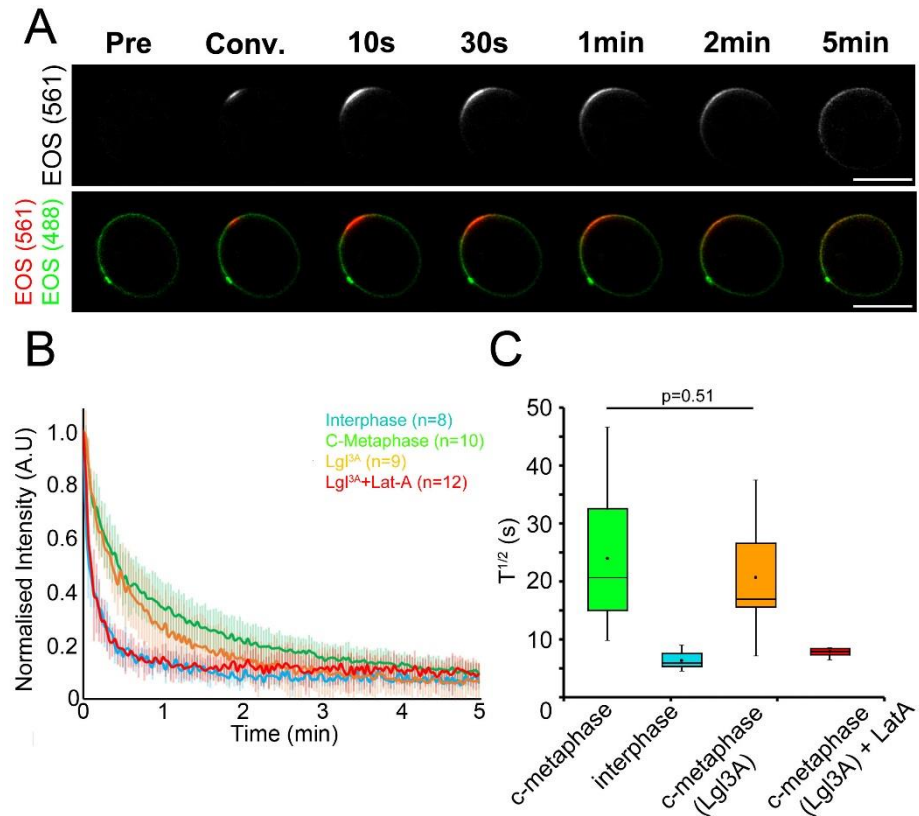 A
Pre Conv. 10s 30s 1min 2min 5min
EOS (561)
EOS (561)
EOS (488)
B
Normalised Intensity (A.U)
1.0
0.8
0.6
0.4
0.2
0
0 1 2 3 4 5
Time (min)
Interphase (n=8)
C-Metaphase (n=10)
Lgl3A (n=9)
Lgl3A+Lat-A (n=12)
C
p=0.51
T1/2 (s)
50
40
30
20
10
0
c-metaphase
interphase
c-metaphase
(Lgl3A)
c-metaphase
(Lgl3A) + LatA